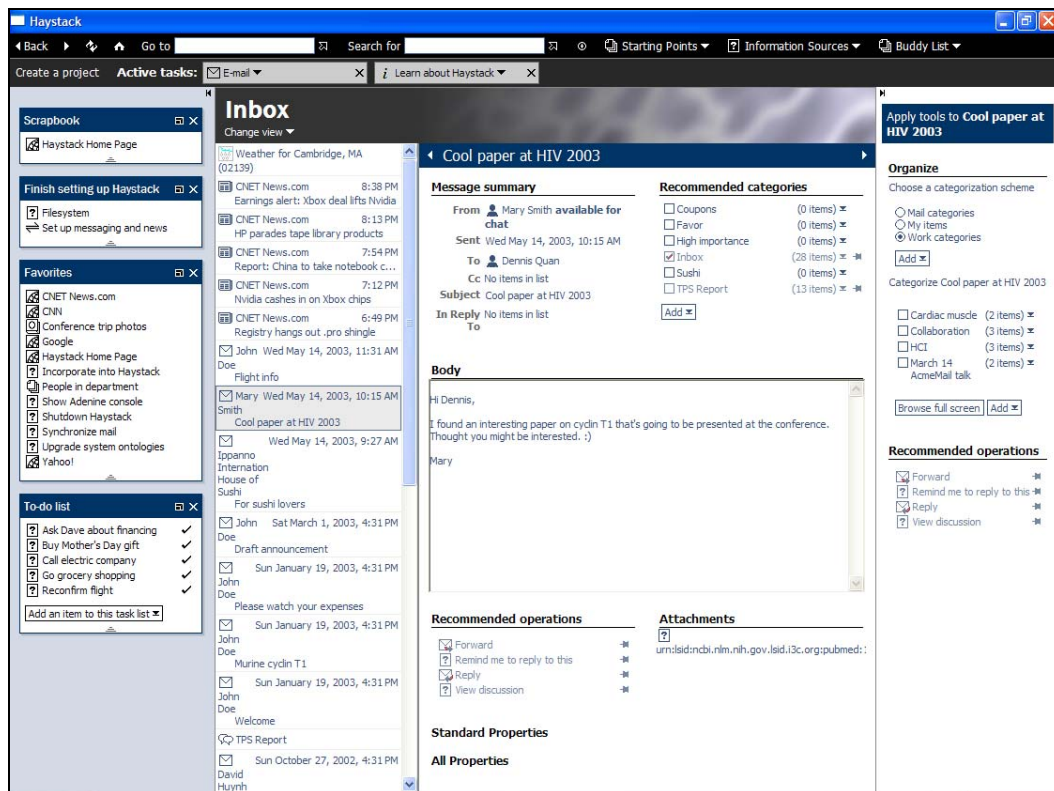 Haystack
Back
Go to
Search for
Starting Points
? Information Sources
Buddy List
Create a project
Active tasks:
E-mail
X
i Learn about Haystack
X
Scrapbook
Haystack Home Page
Finish setting up Haystack
? Filesystem
Set up messaging and news
Favorites
CNET News.com
CNN
Conference trip photos
Google
Haystack Home Page
? Incorporate into Haystack
People in department
? Show Adenine console
? Shutdown Haystack
? Synchronize mail
? Upgrade system ontologies
Yahoo!
To-do list
? Ask Dave about financing
? Buy Mother's Day gift
? Call electric company
? Go grocery shopping
? Reconfirm flight
Add an item to this task list
Inbox
Change view
Weather for Cambridge, MA
(02139)
CNET News.com 8:38 PM
Earnings alert: Xbox deal lifts Nvidia
CNET News.com 8:13 PM
HP parades tape library products
CNET News.com 7:54 PM
Report: China to take notebook c...
CNET News.com 7:12 PM
Nvidia cashes in on Xbox chips
CNET News.com 6:49 PM
Registry hangs out .pro shingle
John Wed May 14, 2003, 11:31 AM
Doe
Flight info
Mary Wed May 14, 2003, 10:15 AM
Smith
Cool paper at HIV 2003
Wed May 14, 2003, 9:27 AM
Ippanno
Internation
House of
Sushi
For sushi lovers
John Sat March 1, 2003, 4:31 PM
Doe
Draft announcement
Sun January 19, 2003, 4:31 PM
John
Doe
Please watch your expenses
Sun January 19, 2003, 4:31 PM
John
Doe
Murine cyclin T1
Sun January 19, 2003, 4:31 PM
John
Doe
Welcome
TPS Report
Sun October 27, 2002, 4:31 PM
David
Huynh
Cool paper at HIV 2003
Message summary
From Mary Smith available for
chat
Sent Wed May 14, 2003, 10:15 AM
To Dennis Quan
Cc No items in list
Subject Cool paper at HIV 2003
In Reply No items in list
To
Recommended categories
Coupons (0 items)
Favor (0 items)
High importance (0 items)
Inbox (28 items)
Sushi (0 items)
TPS Report (13 items)
Add
Body
Hi Dennis,
I found an interesting paper on cyclin T1 that's going to be presented at the conference.
Thought you might be interested. :)
Mary
Recommended operations
Forward
? Remind me to reply to this
Reply
? View discussion
Attachments
?
urn:lsid:ncbi.nlm.nih.gov.lsid.i3c.org:pubmed:
Standard Properties
All Properties
Apply tools to Cool paper at
HIV 2003
Organize
Choose a categorization scheme
Mail categories
My items
Work categories
Add
Categorize Cool paper at HIV 2003
Cardiac muscle (2 items)
Collaboration (3 items)
HCI (3 items)
March 14 (2 items)
AcmeMail talk
Browse full screen
Add
Recommended operations
Forward
? Remind me to reply to this
Reply
? View discussion